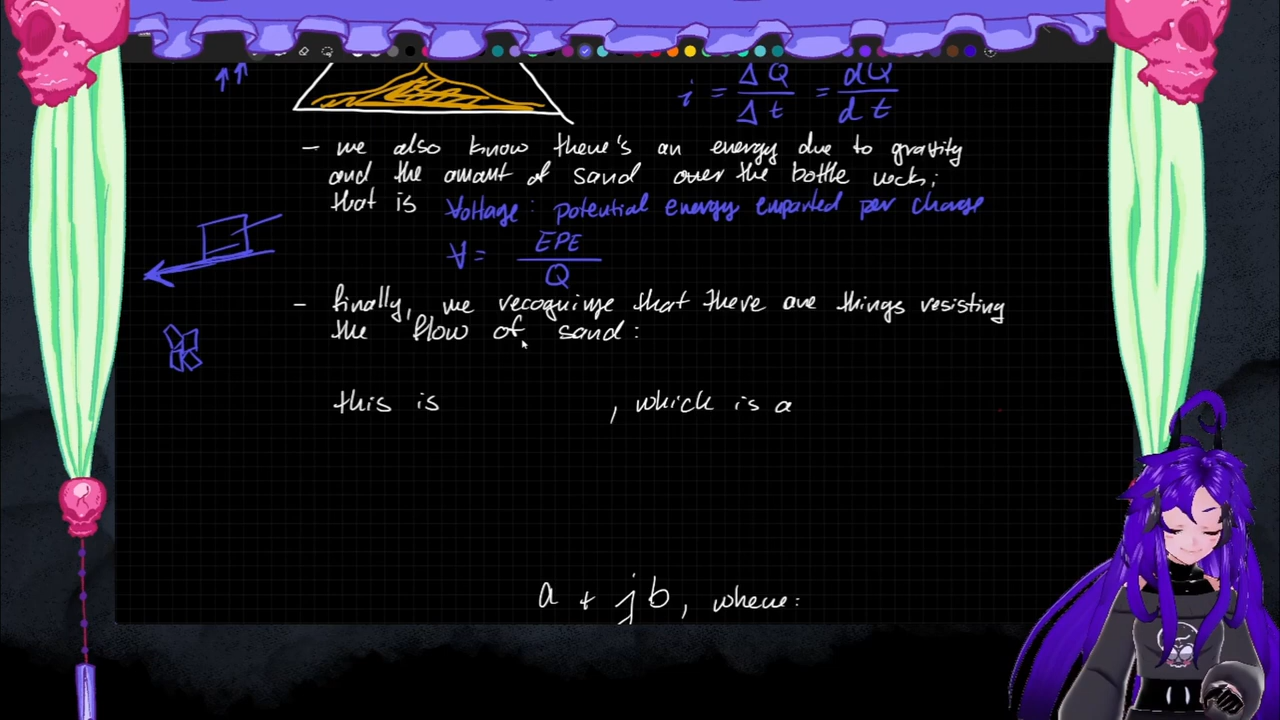 i = ΔQ/Δt = dQ/dt
- we also know there's an energy due to gravity
and the amount of sand over the bottle neck;
that is Voltage: potential energy emparted per charge
V = EPE/Q
- finally, we recognize that there are things resisting
the flow of sand:
this is , which is a
a + jb, where: